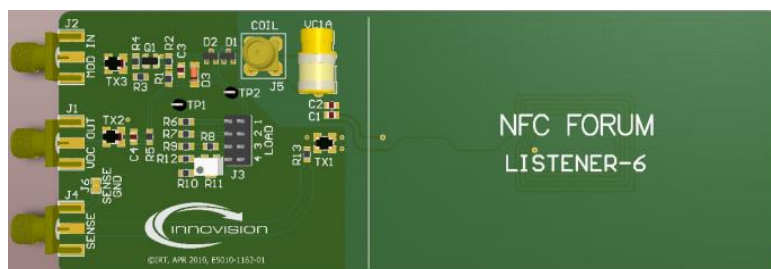 J2
MOD IN
R4
Q1
R2
C3
D2
D1
COIL
VC1A
TX3
R3
R1
D3
J5
TP1
TP2
C2
C1
J1
VDC OUT
TX2
C4
R5
R6
R7
R9
R12
R8
1
2
3
4
LOAD
TX1
R13
R10
R11
J3
J6
SENSE
GND
J4
SENSE
innovision
©IRT, APR 2010, E5010-1162-01
NFC FORUM
LISTENER-6